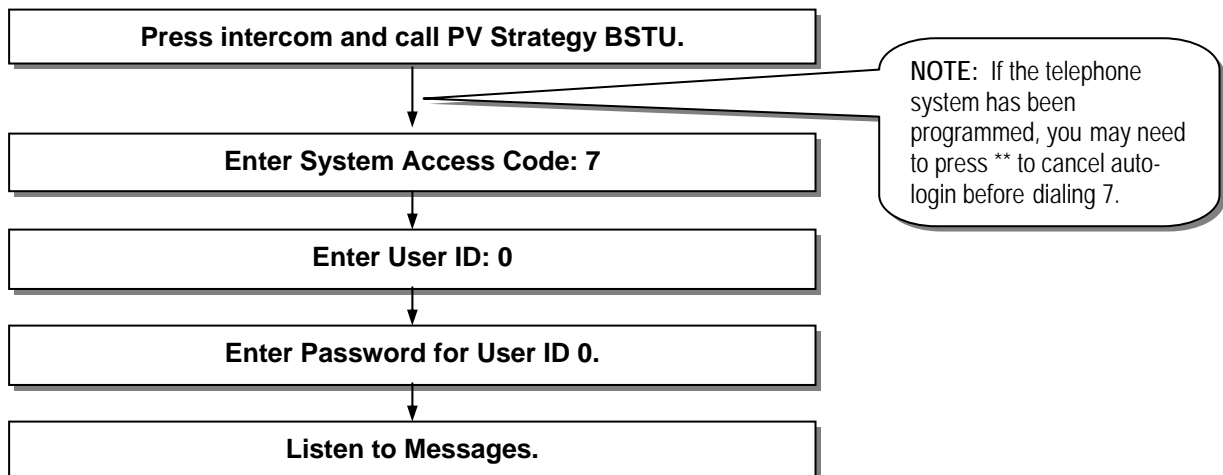 Press intercom and call PV Strategy BSTU.
NOTE: If the telephone
system has been
programmed, you may need
to press ** to cancel auto-
login before dialing 7.
Enter System Access Code: 7
Enter User ID: 0
Enter Password for User ID 0.
Listen to Messages.